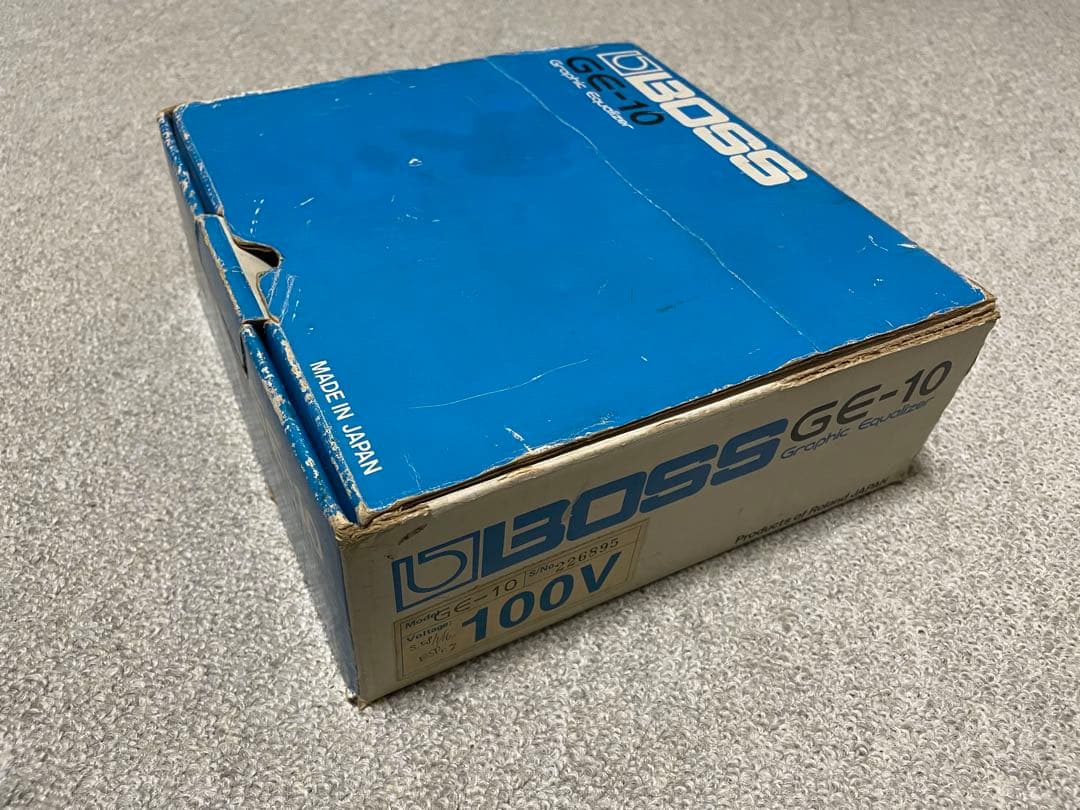 BOSS
GE-10
Graphic Equalizer
MADE IN JAPAN
BOSS GE-10
Graphic Equalizer
Products of Roland JAPAN
Model GE-10 S/No. 226895
Voltage: 100V